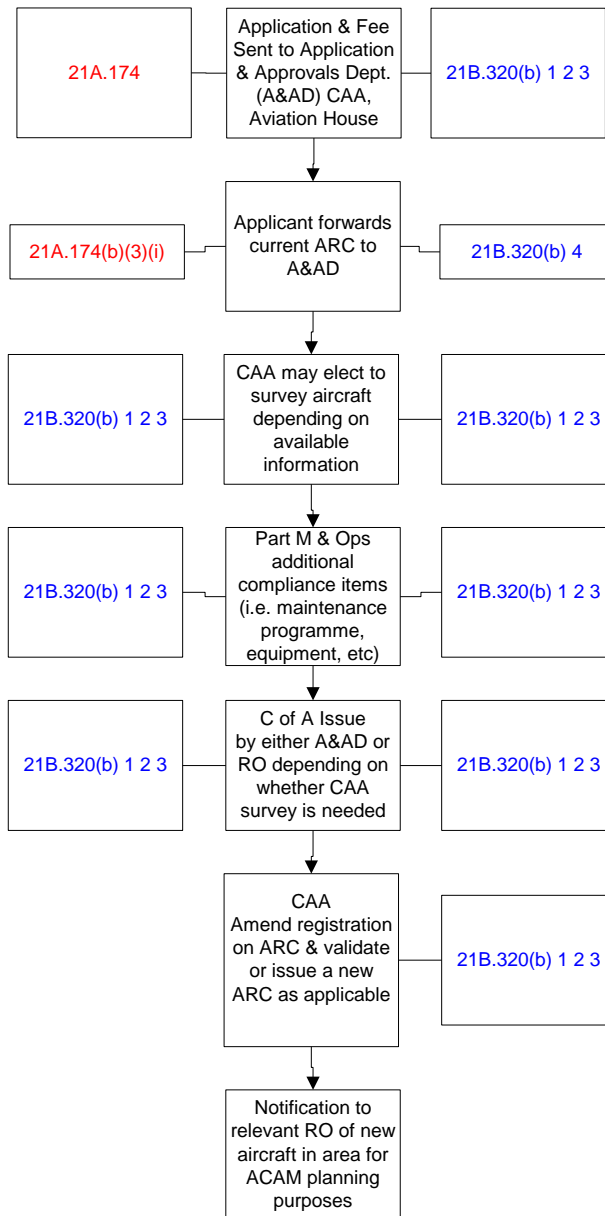 21A.174
Application & Fee
Sent to Application
& Approvals Dept.
(A&AD) CAA,
Aviation House
21B.320(b) 1 2 3
21A.174(b)(3)(i)
Applicant forwards
current ARC to
A&AD
21B.320(b) 4
21B.320(b) 1 2 3
CAA may elect to
survey aircraft
depending on
available
information
21B.320(b) 1 2 3
21B.320(b) 1 2 3
Part M & Ops
additional
compliance items
(i.e. maintenance
programme,
equipment, etc)
21B.320(b) 1 2 3
21B.320(b) 1 2 3
C of A Issue
by either A&AD or
RO depending on
whether CAA
survey is needed
21B.320(b) 1 2 3
CAA
Amend registration
on ARC & validate
or issue a new
ARC as applicable
21B.320(b) 1 2 3
Notification to
relevant RO of new
aircraft in area for
ACAM planning
purposes